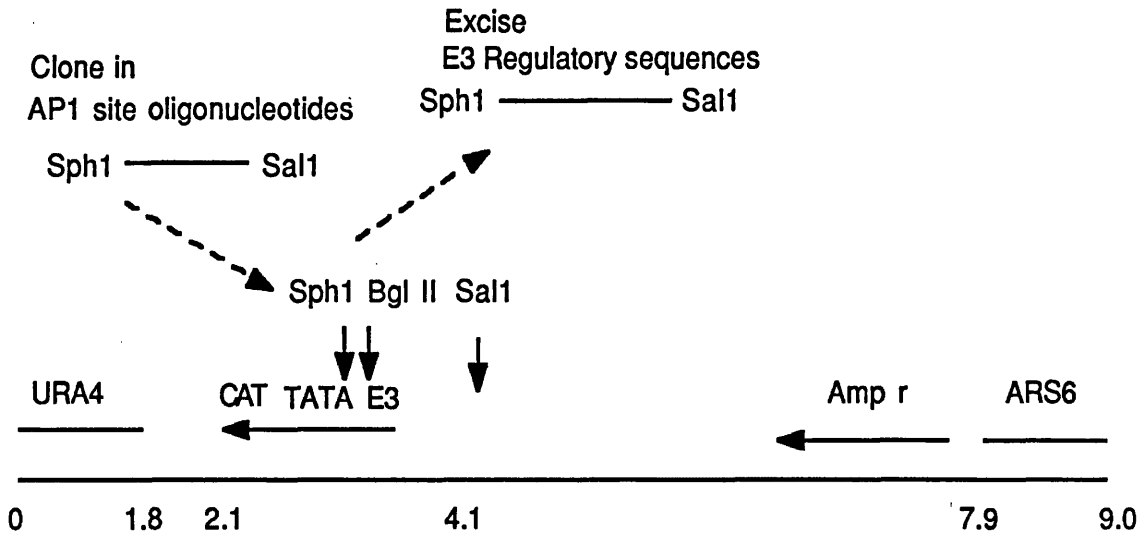 Excise
E3 Regulatory sequences
Sph1 Sal1
Clone in
AP1 site oligonucleotides
Sph1 Sal1
Sph1 Bgl II Sal1
URA4 CAT TATA E3 Amp r ARS6
0 1.8 2.1 4.1 7.9 9.0